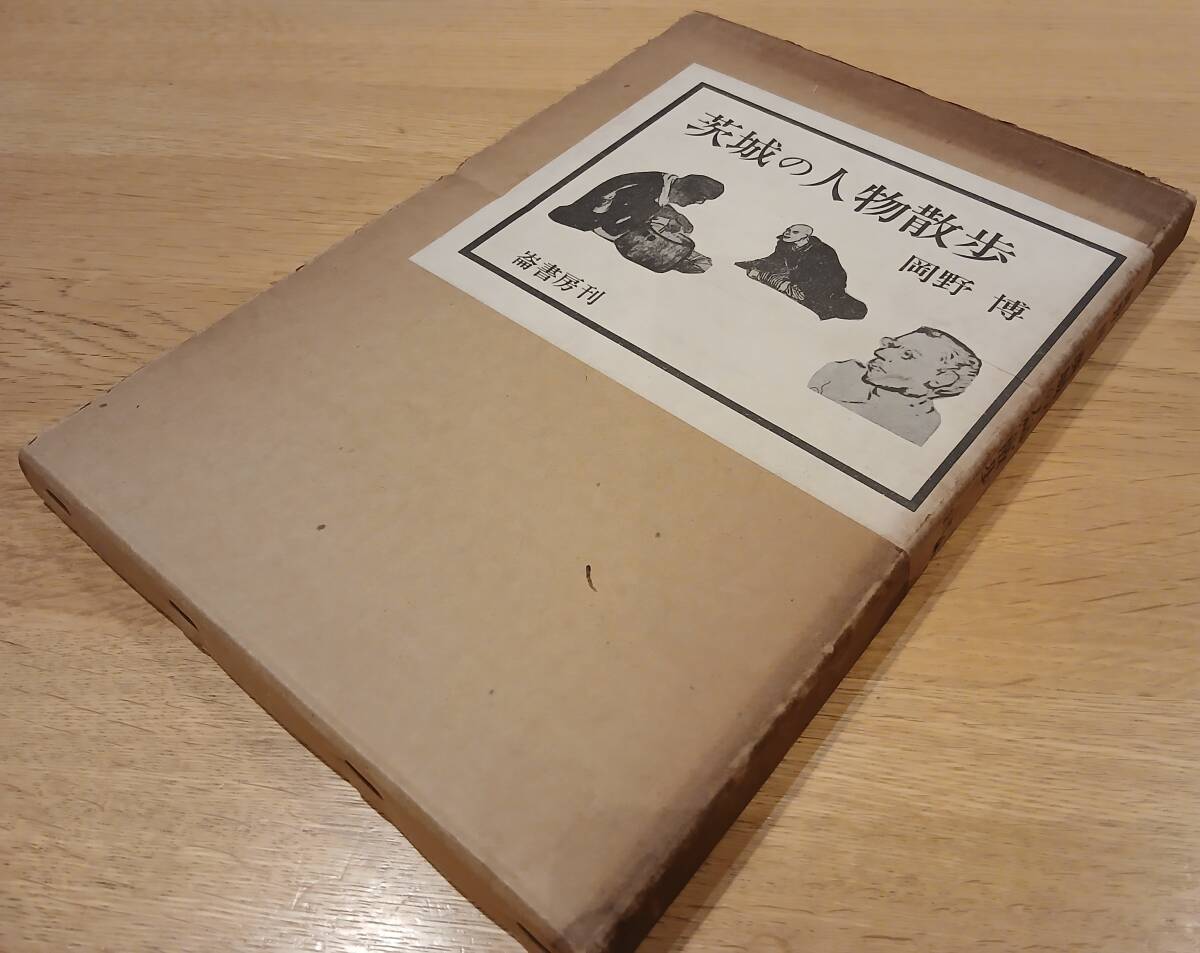 茨城の人物散歩
岡野 博
崙書房刊